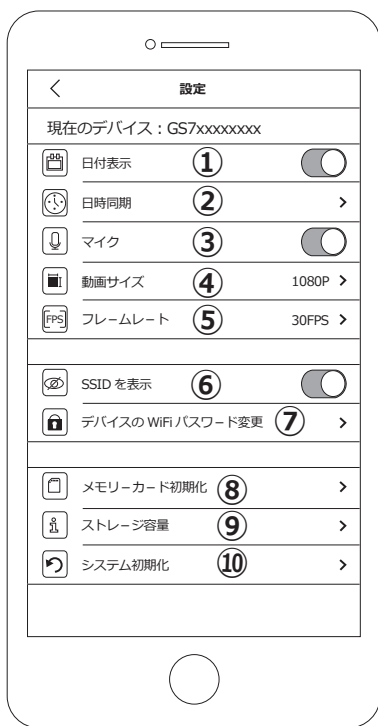 設定
現在のデバイス：GS7xxxxxxxx
日付表示 ①
日時同期 ②
マイク ③
動画サイズ ④ 1080P
FPS フレームレート ⑤ 30FPS
SSID を表示 ⑥
デバイスの WiFi パスワード変更 ⑦
メモリーカード初期化 ⑧
ストレージ容量 ⑨
システム初期化 ⑩